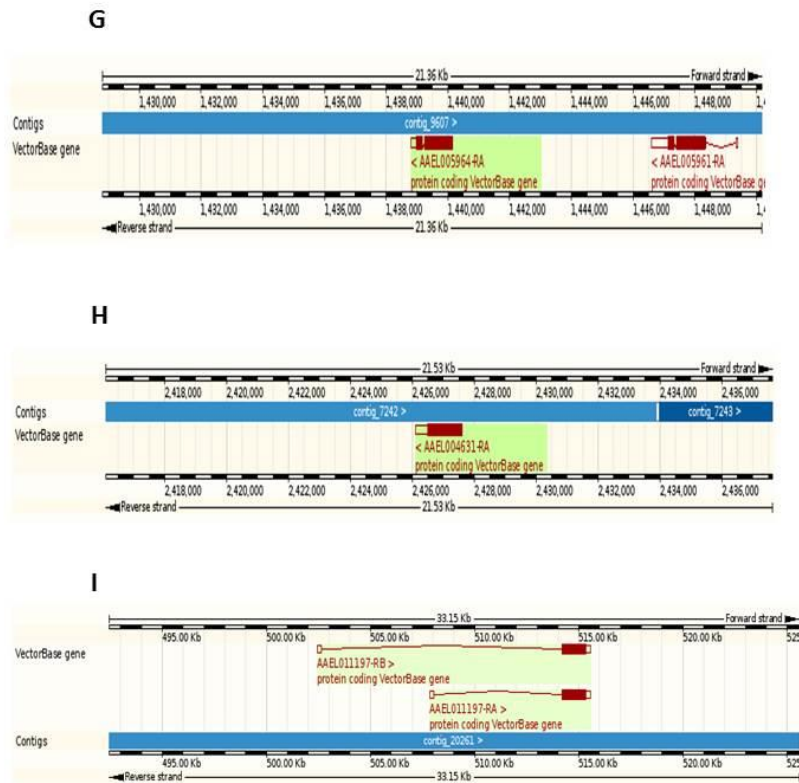 G
21.36 Kb Forward strand
1,430,000 1,432,000 1,434,000 1,436,000 1,438,000 1,440,000 1,442,000 1,444,000 1,446,000 1,448,000
Contigs contig_9607 >
VectorBase gene
< AAEL005964-RA < AAEL005961-RA
protein coding VectorBase gene protein coding VectorBase ge
1,430,000 1,432,000 1,434,000 1,436,000 1,438,000 1,440,000 1,442,000 1,444,000 1,446,000 1,448,000
Reverse strand 21.36 Kb
H
21.53 Kb Forward strand
2,418,000 2,420,000 2,422,000 2,424,000 2,426,000 2,428,000 2,430,000 2,432,000 2,434,000 2,436,000
Contigs contig_7242 > contig_7243 >
VectorBase gene
< AAEL004631-RA
protein coding VectorBase gene
2,418,000 2,420,000 2,422,000 2,424,000 2,426,000 2,428,000 2,430,000 2,432,000 2,434,000 2,436,000
Reverse strand 21.53 Kb
I
33.15 Kb Forward strand
495.00 Kb 500.00 Kb 505.00 Kb 510.00 Kb 515.00 Kb 520.00 Kb 525
VectorBase gene
AAEL011197-RB >
protein coding VectorBase gene
AAEL011197-RA >
protein coding VectorBase gene
Contigs contig_20261 >
495.00 Kb 500.00 Kb 505.00 Kb 510.00 Kb 515.00 Kb 520.00 Kb 525
Reverse strand 33.15 Kb